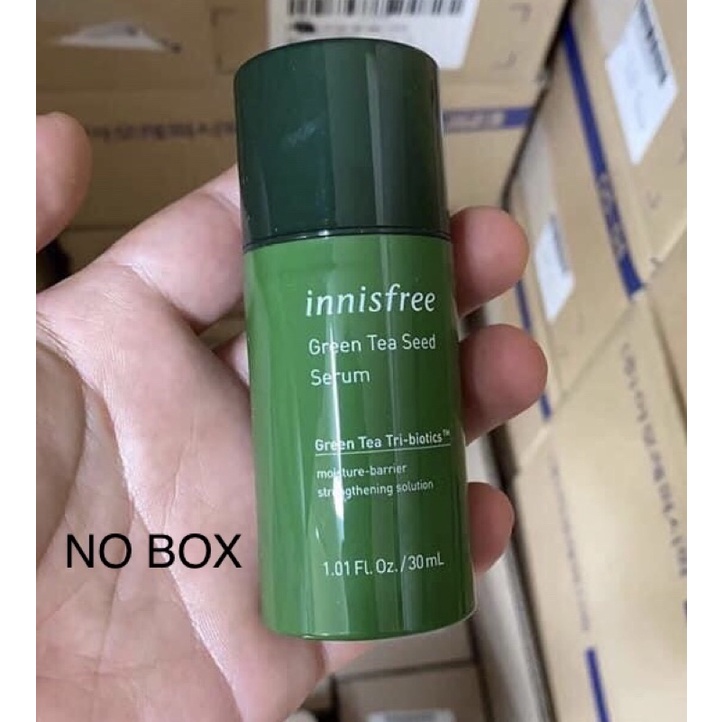 innisfree
Green Tea Seed
Serum
Green Tea Tri-biotics™
moisture-barrier
strengthening solution
1.01 Fl. Oz. / 30 mL
NO BOX